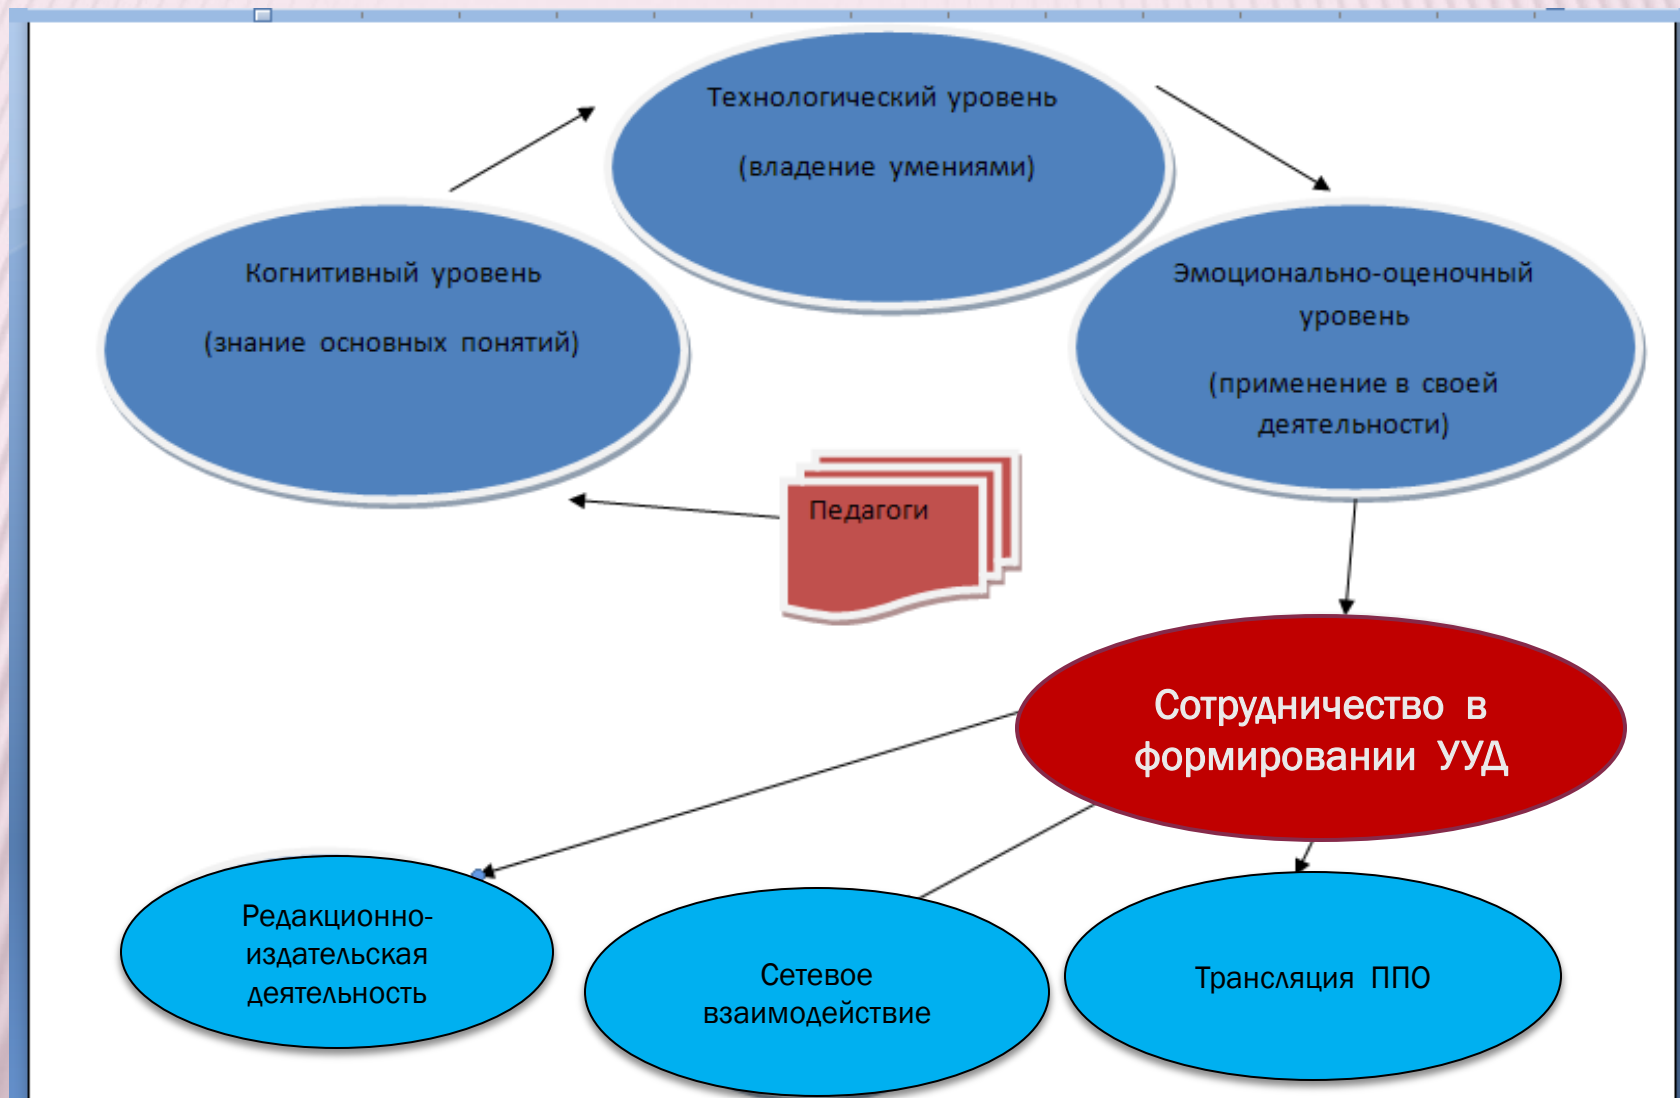 Технологический уровень
(владение умениями)
Когнитивный уровень
(знание основных понятий)
Эмоционально-оценочный
уровень
(применение в своей
деятельности)
Педагоги
Сотрудничество в
формировании УУД
Редакционно-
издательская
деятельность
Сетевое
взаимодействие
Трансляция ППО